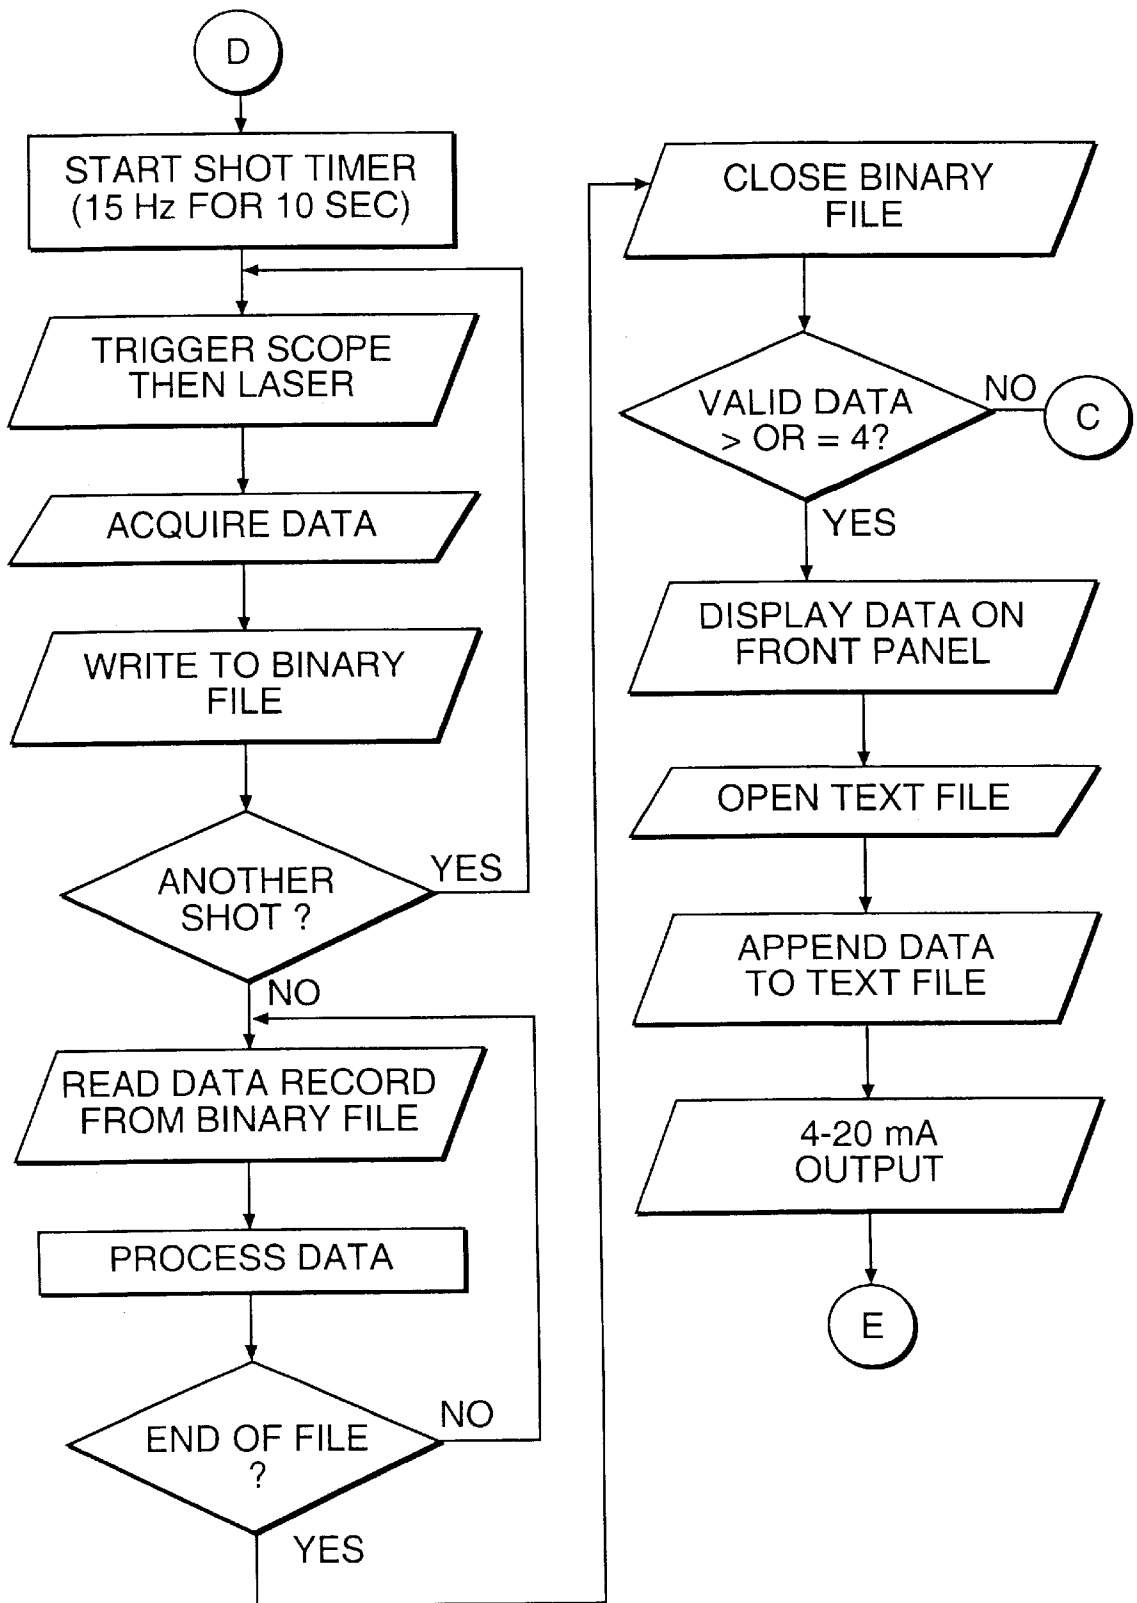 D
START SHOT TIMER
(15 Hz FOR 10 SEC)
TRIGGER SCOPE
THEN LASER
ACQUIRE DATA
WRITE TO BINARY
FILE
ANOTHER
SHOT ?
YES
NO
READ DATA RECORD
FROM BINARY FILE
PROCESS DATA
END OF FILE
?
NO
YES
CLOSE BINARY
FILE
VALID DATA
> OR = 4?
NO
C
YES
DISPLAY DATA ON
FRONT PANEL
OPEN TEXT FILE
APPEND DATA
TO TEXT FILE
4-20 mA
OUTPUT
E